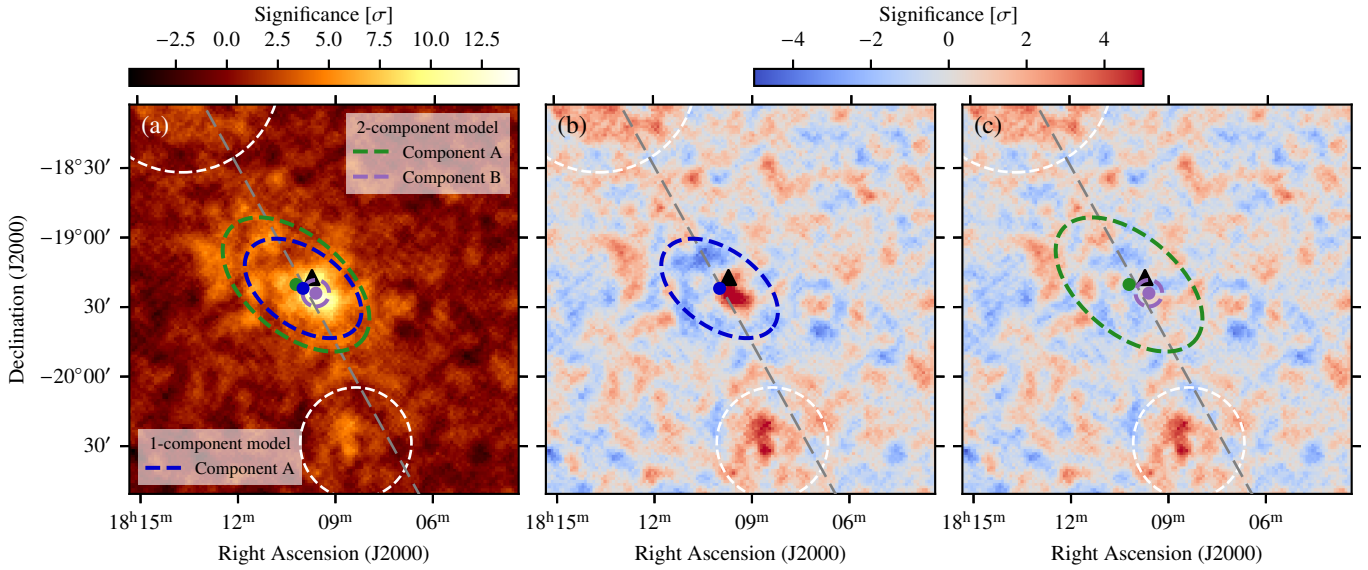 Significance [σ]
−2.5 0.0 2.5 5.0 7.5 10.0 12.5
Significance [σ]
−4 −2 0 2 4
(a)
2-component model
Component A
Component B
1-component model
Component A
(b)
(c)
Declination (J2000)
−18°30′
−19°00′
30′
−20°00′
30′
18ʰ15ᵐ 12ᵐ 09ᵐ 06ᵐ
Right Ascension (J2000)
18ʰ15ᵐ 12ᵐ 09ᵐ 06ᵐ
Right Ascension (J2000)
18ʰ15ᵐ 12ᵐ 09ᵐ 06ᵐ
Right Ascension (J2000)